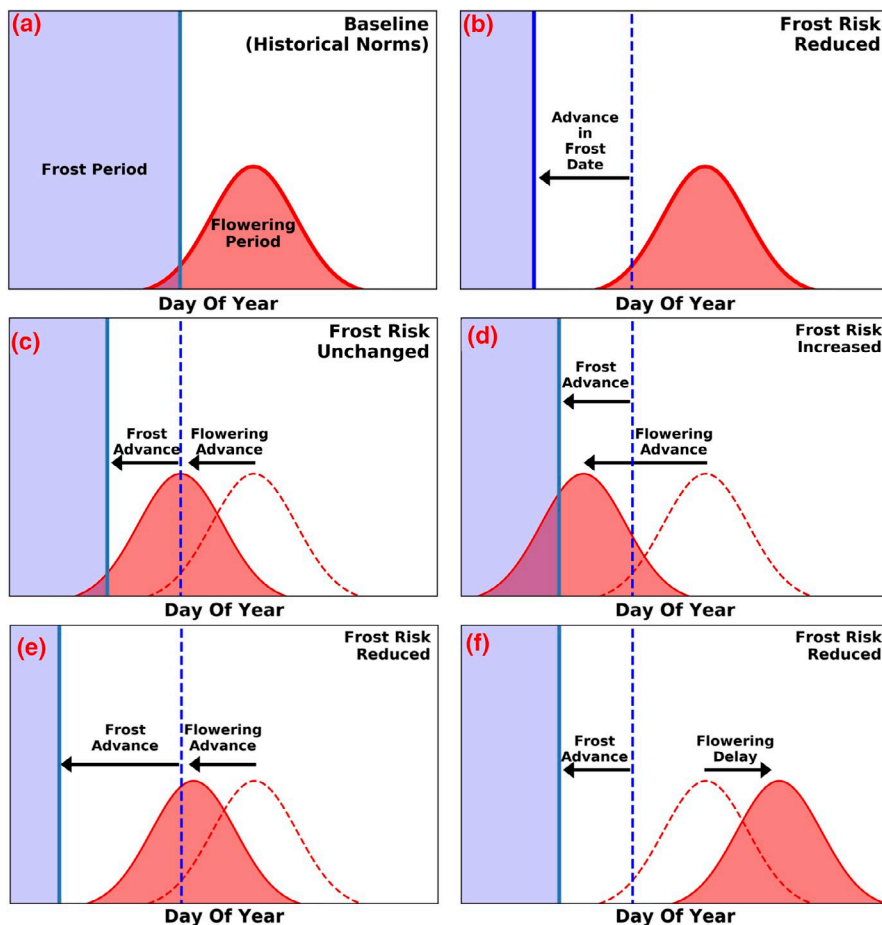 (a)
Baseline
(Historical Norms)
Frost Period
Flowering
Period
Day Of Year
(b)
Frost Risk
Reduced
Advance
in
Frost
Date
Day Of Year
(c)
Frost Risk
Unchanged
Frost
Advance
Flowering
Advance
Day Of Year
(d)
Frost Risk
Increased
Frost
Advance
Flowering
Advance
Day Of Year
(e)
Frost Risk
Reduced
Frost
Advance
Flowering
Advance
Day Of Year
(f)
Frost Risk
Reduced
Frost
Advance
Flowering
Delay
Day Of Year